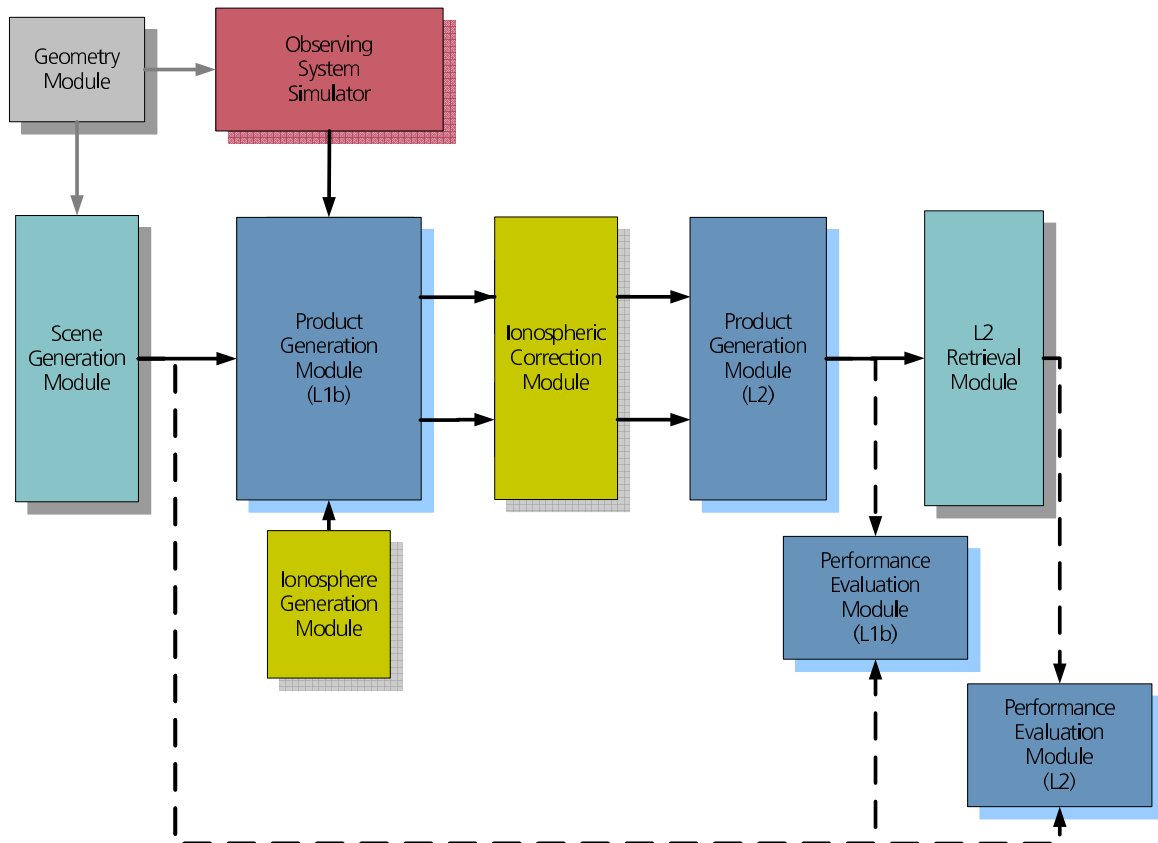 Geometry
Module
Observing
System
Simulator
Scene
Generation
Module
Product
Generation
Module
(L1b)
Ionospheric
Correction
Module
Product
Generation
Module
(L2)
L2
Retrieval
Module
Ionosphere
Generation
Module
Performance
Evaluation
Module
(L1b)
Performance
Evaluation
Module
(L2)